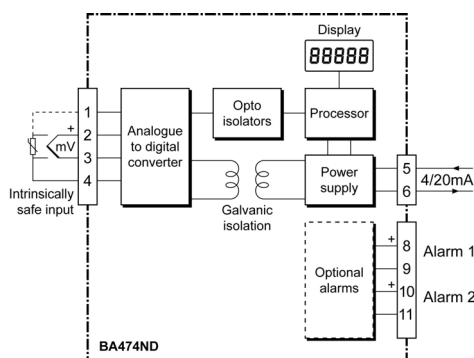 Display
88888
1
2
3
4
+
mV
Intrinsically
safe input
Analogue
to digital
converter
Opto
isolators
Processor
Galvanic
isolation
Power
supply
5
6
4/20mA
Optional
alarms
+
8
9
+
10
11
Alarm 1
Alarm 2
BA474ND